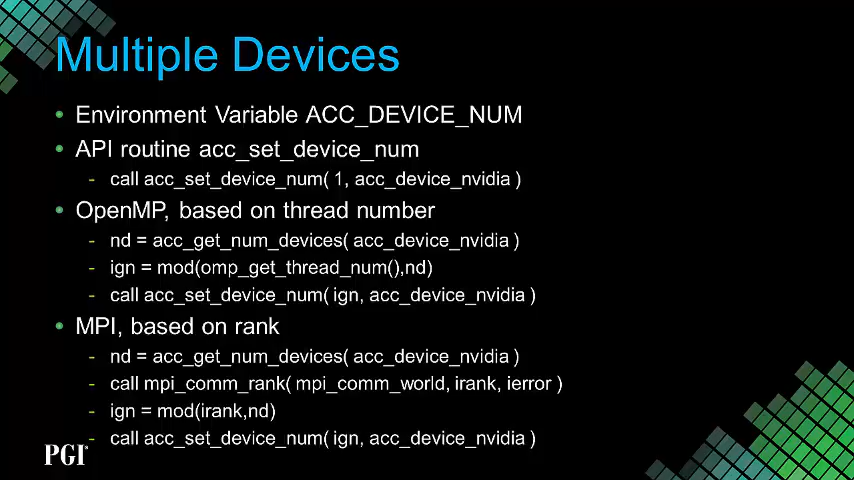 Multiple Devices
• Environment Variable ACC_DEVICE_NUM
• API routine acc_set_device_num
- call acc_set_device_num( 1, acc_device_nvidia )
• OpenMP, based on thread number
- nd = acc_get_num_devices( acc_device_nvidia )
- ign = mod(omp_get_thread_num(),nd)
- call acc_set_device_num( ign, acc_device_nvidia )
• MPI, based on rank
- nd = acc_get_num_devices( acc_device_nvidia )
- call mpi_comm_rank( mpi_comm_world, irank, ierror )
- ign = mod(irank,nd)
- call acc_set_device_num( ign, acc_device_nvidia )
PGI